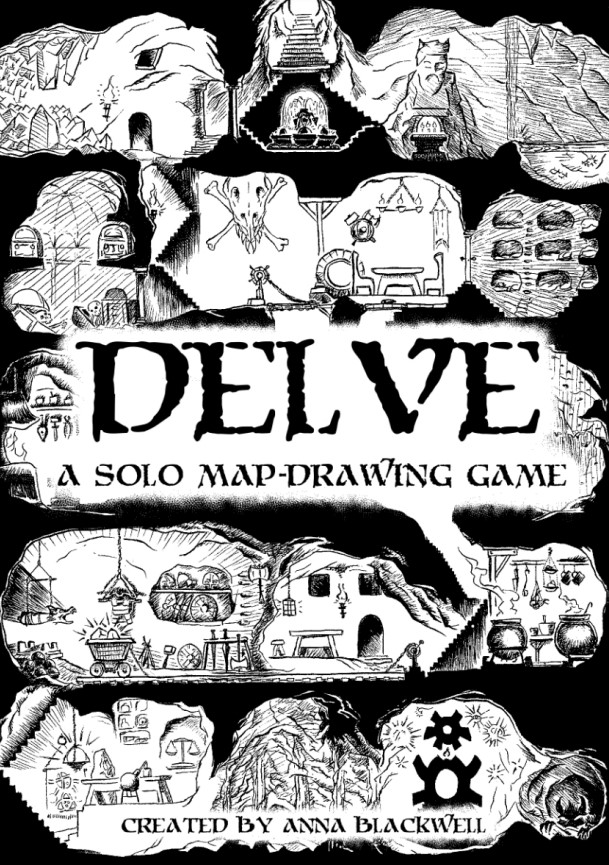 DELVE
A SOLO MAP-DRAWING GAME
CREATED BY ANNA BLACKWELL